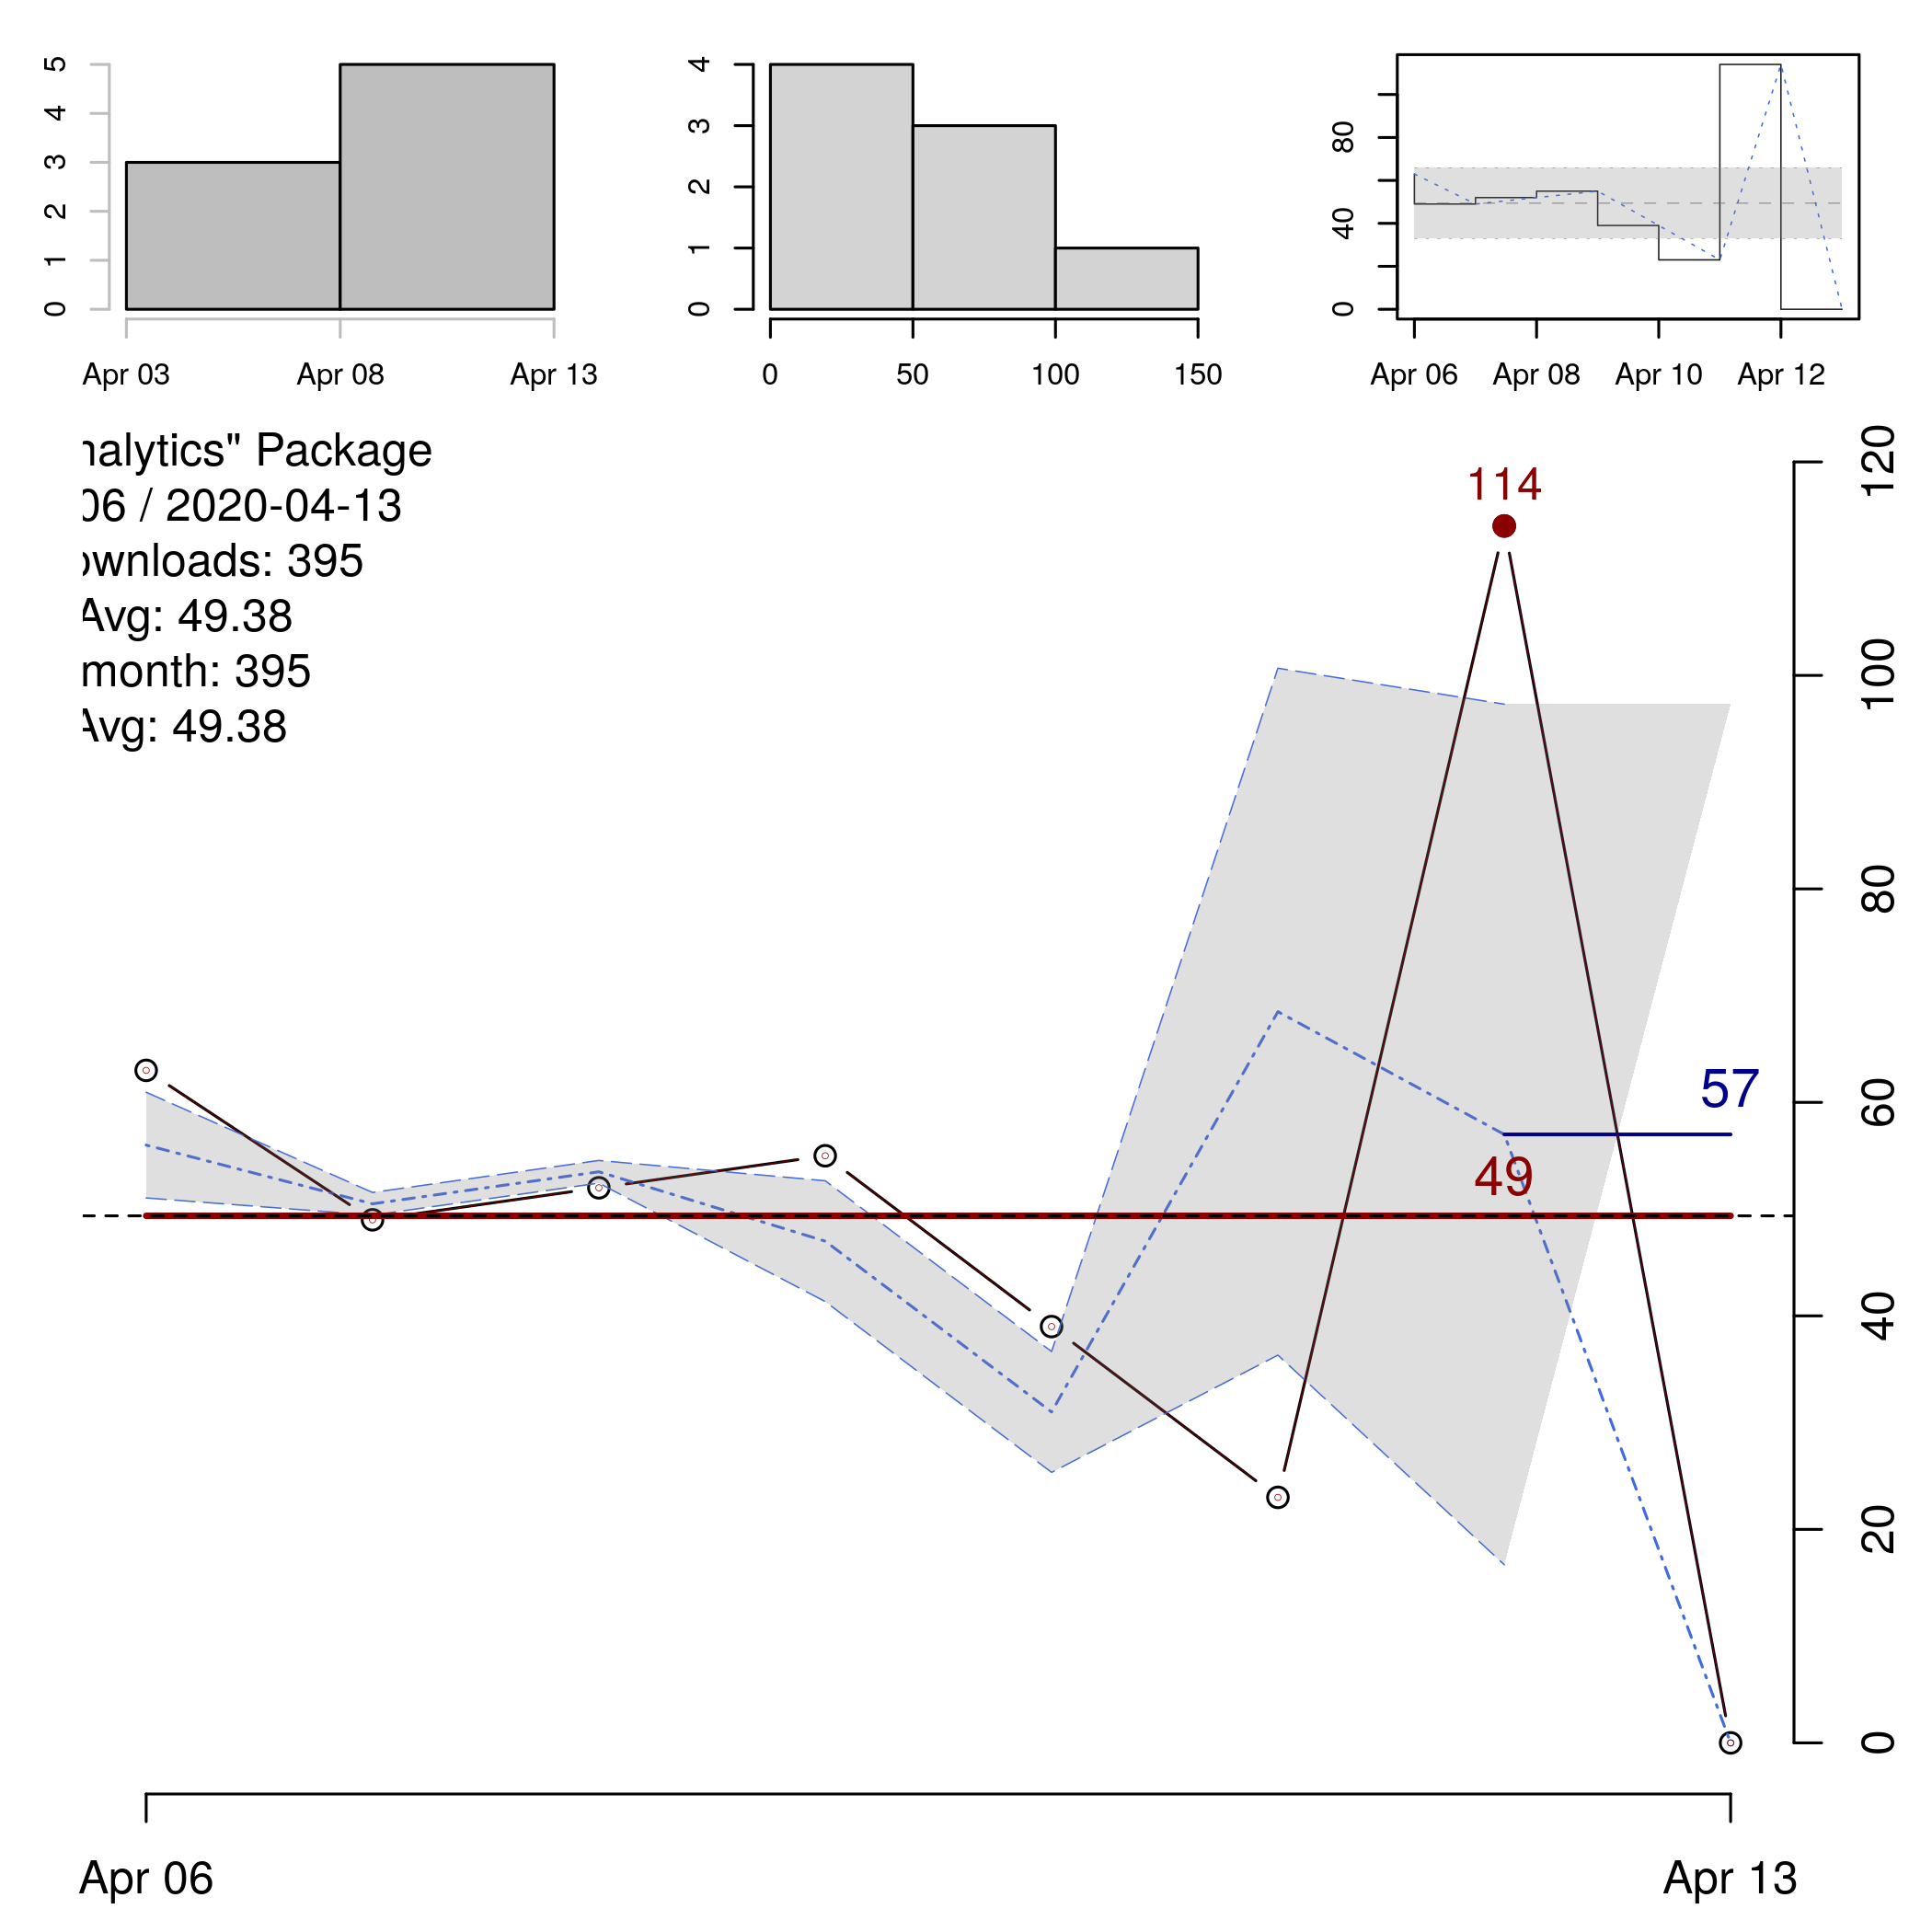 5
4
3
2
1
0
Apr 03 Apr 08 Apr 13
4
3
2
1
0
0 50 100 150
80
40
0
Apr 06 Apr 08 Apr 10 Apr 12
nalytics" Package
06 / 2020-04-13
ownloads: 395
Avg: 49.38
month: 395
Avg: 49.38
114
57
49
120
100
80
60
40
20
0
Apr 06 Apr 13